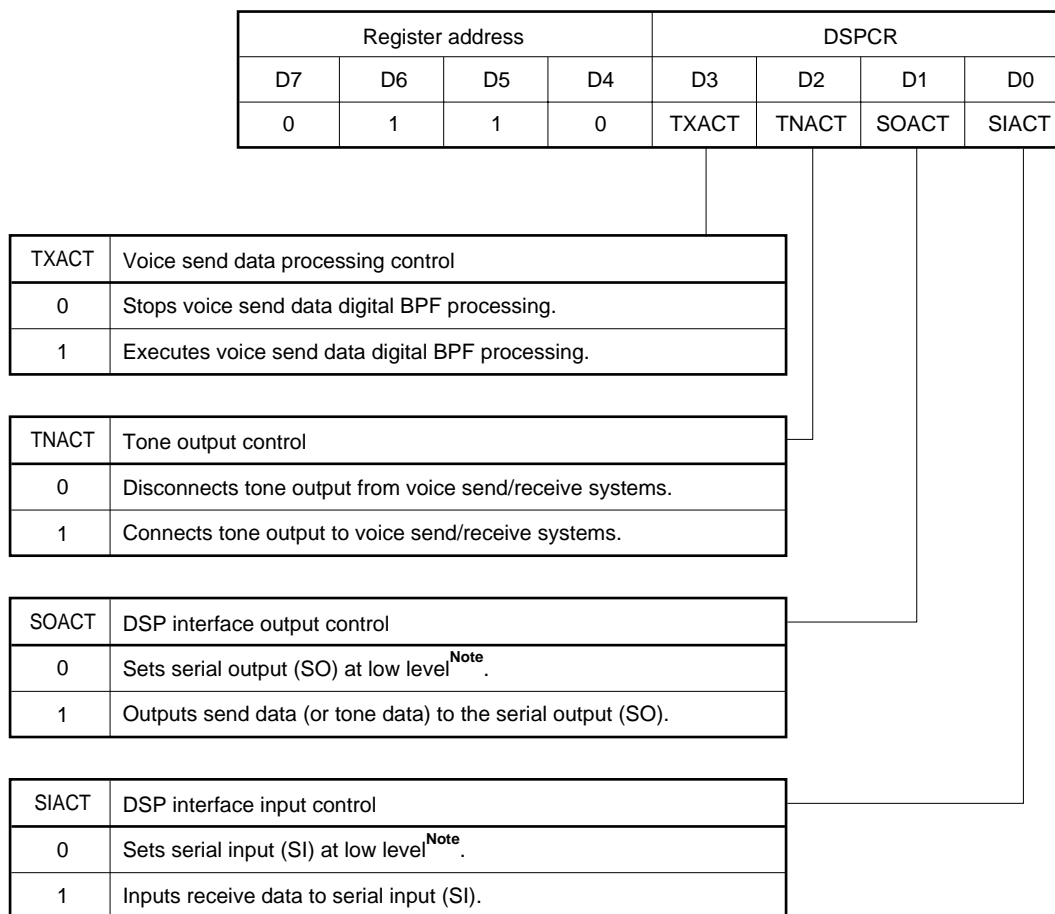 Register address DSPCR
D7 D6 D5 D4 D3 D2 D1 D0
0 1 1 0 TXACT TNACT SOACT SIACT
TXACT Voice send data processing control
0 Stops voice send data digital BPF processing.
1 Executes voice send data digital BPF processing.
TNACT Tone output control
0 Disconnects tone output from voice send/receive systems.
1 Connects tone output to voice send/receive systems.
SOACT DSP interface output control
0 Sets serial output (SO) at low levelNote.
1 Outputs send data (or tone data) to the serial output (SO).
SIACT DSP interface input control
0 Sets serial input (SI) at low levelNote.
1 Inputs receive data to serial input (SI).